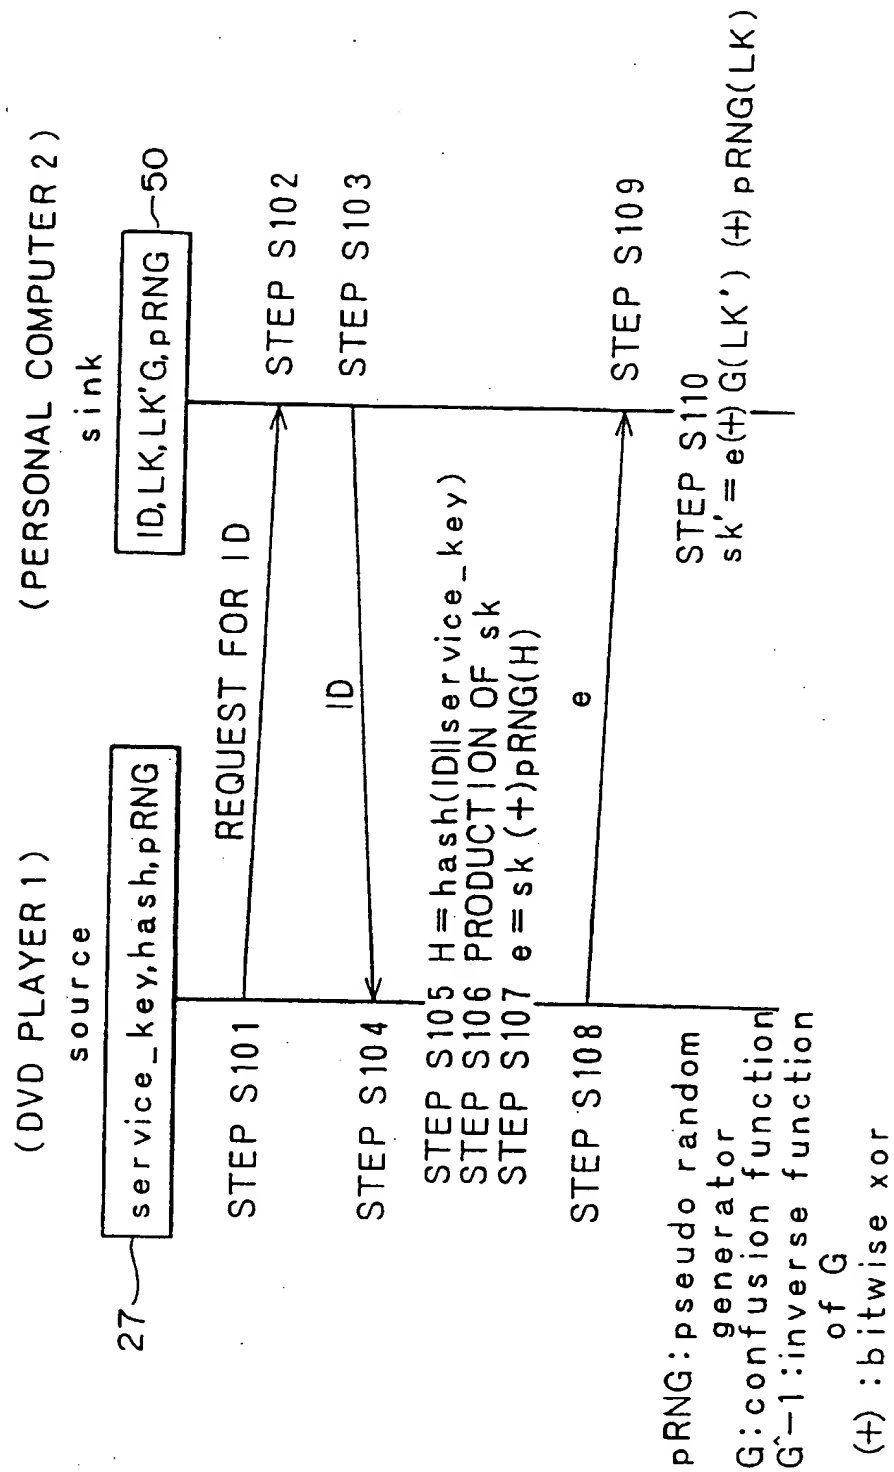 (DVD PLAYER 1)
source
27
service_key,hash,pRNG
(PERSONAL COMPUTER 2)
sink
ID,LK,LK'G,pRNG
50
STEP S101
REQUEST FOR ID
STEP S102
ID
STEP S103
STEP S104
STEP S105 H=hash(ID||service_key)
STEP S106 PRODUCTION OF sk
STEP S107 e=sk (+)pRNG(H)
STEP S108
e
STEP S109
STEP S110
sk'=e(+)G(LK') (+) pRNG(LK)
pRNG:pseudo random
generator
G:confusion function
G^-1:inverse function
of G
(+) :bitwise xor